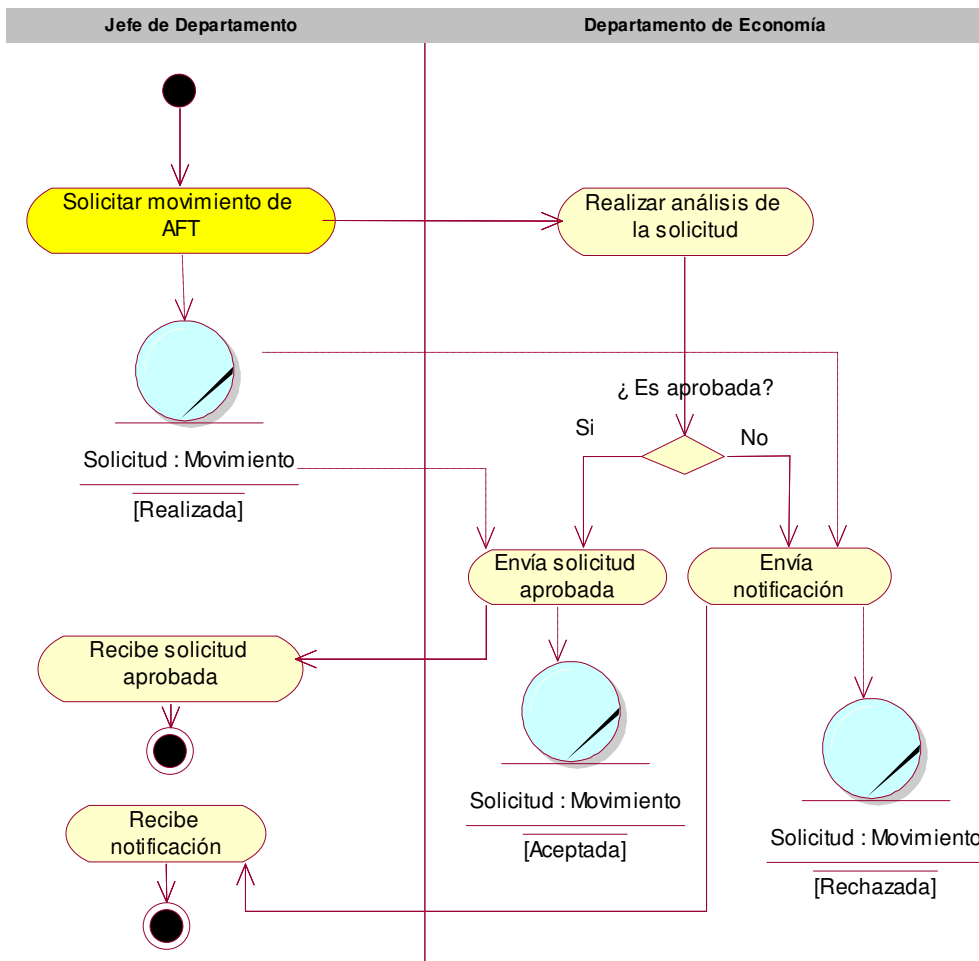 Jefe de Departamento
Departamento de Economía
Solicitar movimiento de
AFT
Realizar análisis de
la solicitud
¿ Es aprobada?
Si
No
Solicitud : Movimiento
[Realizada]
Envía solicitud
aprobada
Envía
notificación
Recibe solicitud
aprobada
Solicitud : Movimiento
[Aceptada]
Solicitud : Movimiento
[Rechazada]
Recibe
notificación